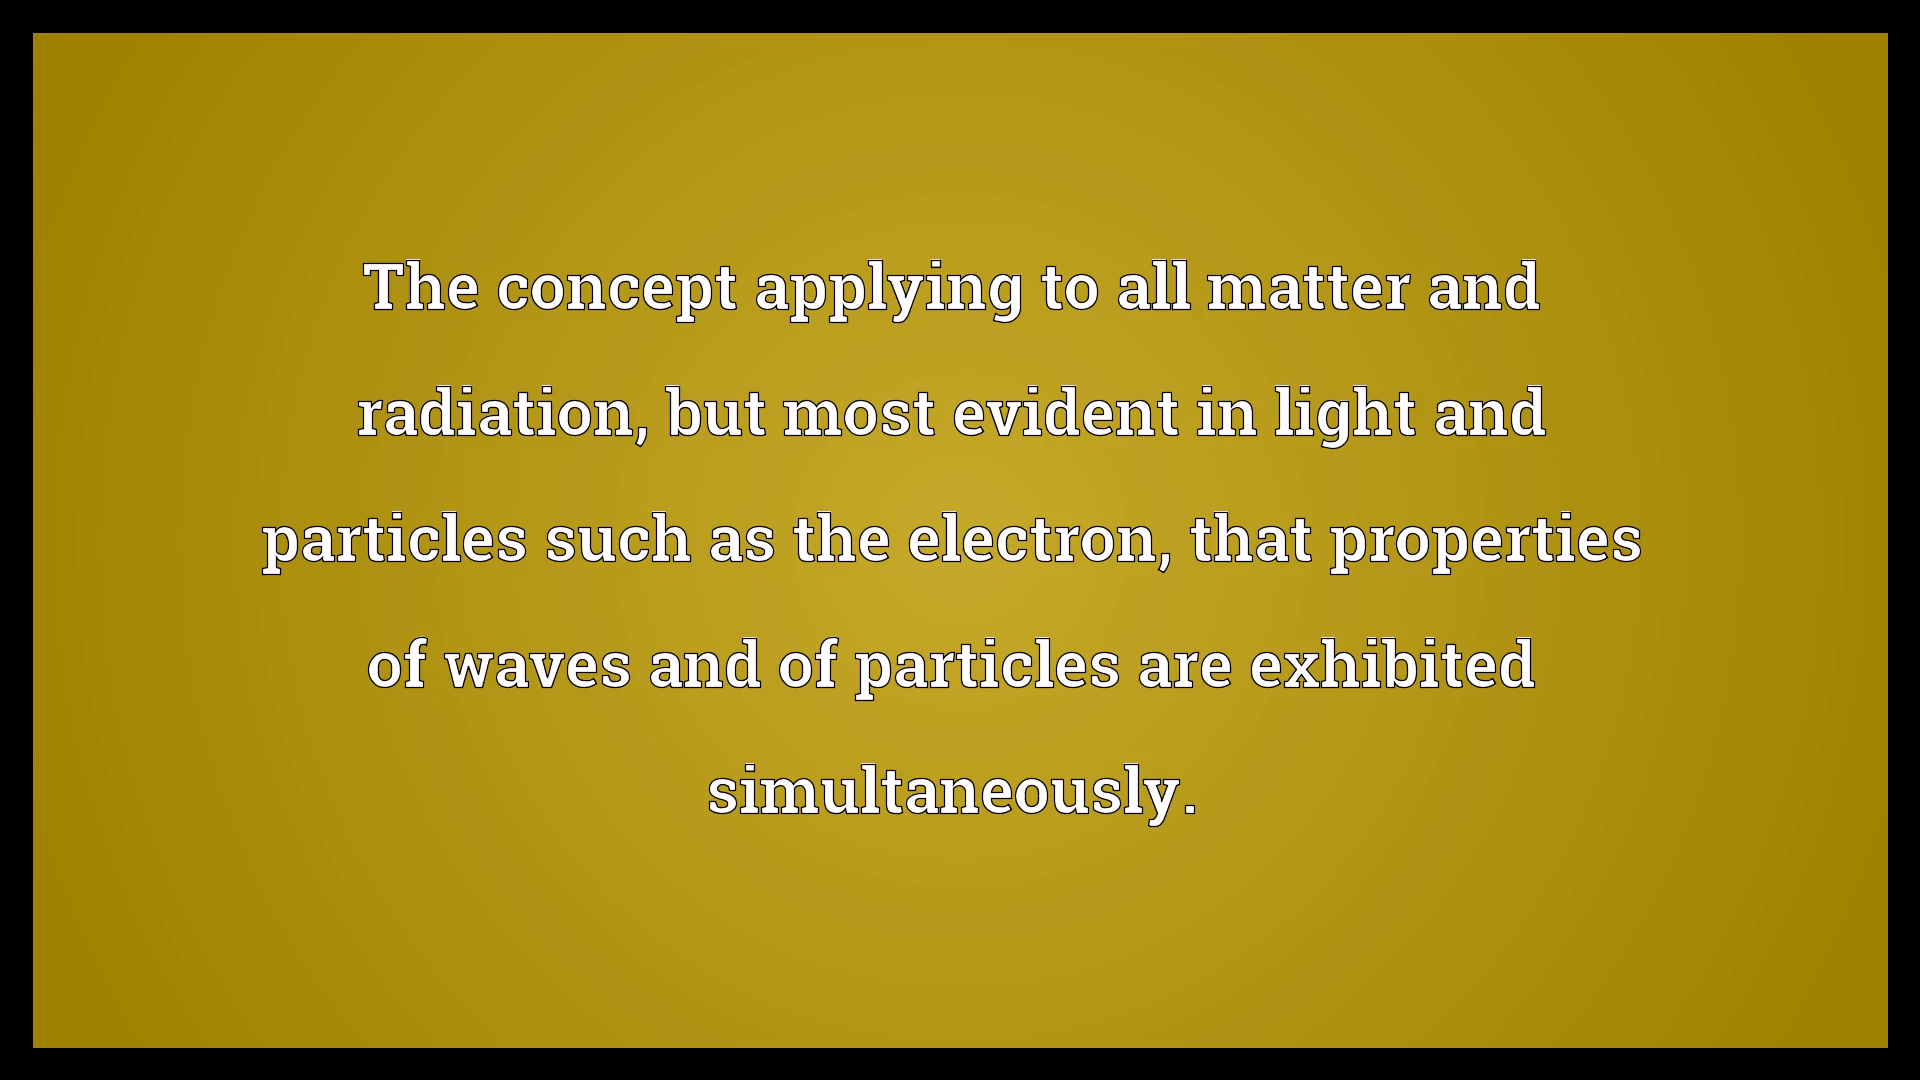 The concept applying to all matter and
radiation, but most evident in light and
particles such as the electron, that properties
of waves and of particles are exhibited
simultaneously.